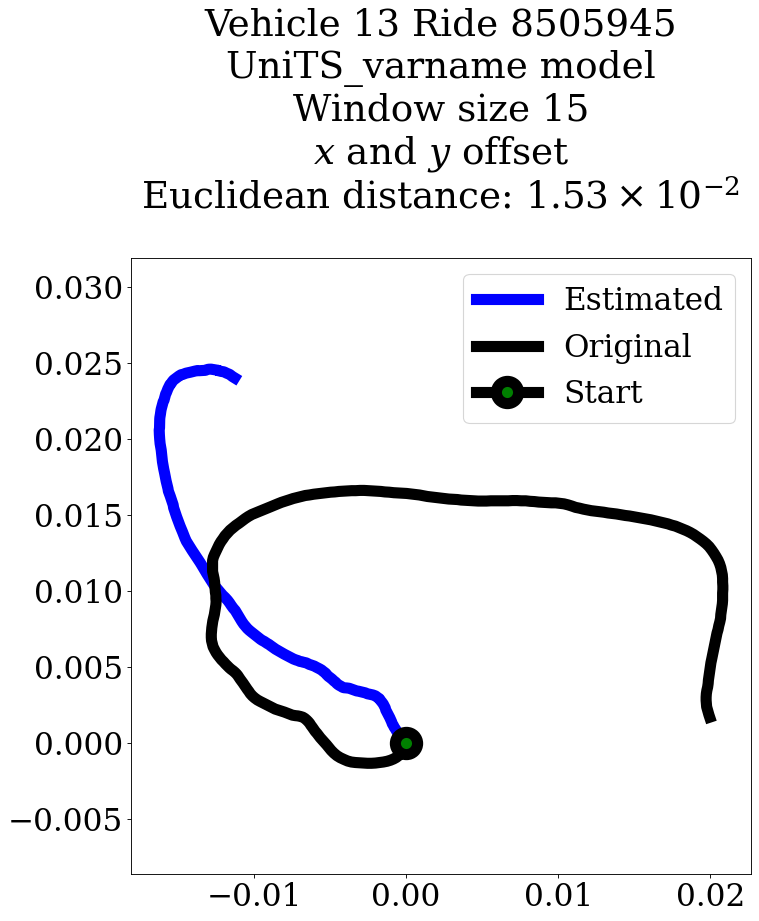 Vehicle 13 Ride 8505945
UniTS_varname model
Window size 15
x and y offset
Euclidean distance: 1.53 × 10⁻²
Estimated
Original
Start
0.030
0.025
0.020
0.015
0.010
0.005
0.000
−0.005
−0.01 0.00 0.01 0.02